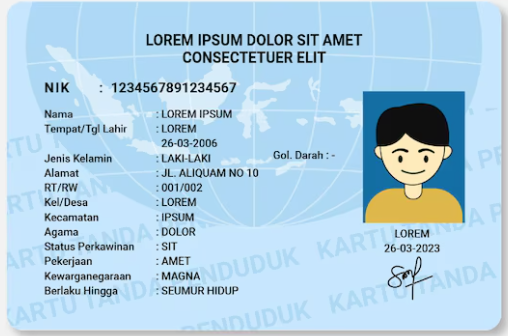 LOREM IPSUM DOLOR SIT AMET
CONSECTETUER ELIT
NIK : 1234567891234567
Nama : LOREM IPSUM
Tempat/Tgl Lahir : LOREM
26-03-2006
Jenis Kelamin : LAKI-LAKI Gol. Darah : -
Alamat : JL. ALIQUAM NO 10
RT/RW : 001/002
Kel/Desa : LOREM
Kecamatan : IPSUM
Agama : DOLOR
Status Perkawinan : SIT
Pekerjaan : AMET
Kewarganegaraan : MAGNA
Berlaku Hingga : SEUMUR HIDUP
LOREM
26-03-2023
KARTU TANDA PENDUDUK
KARTU TANDA